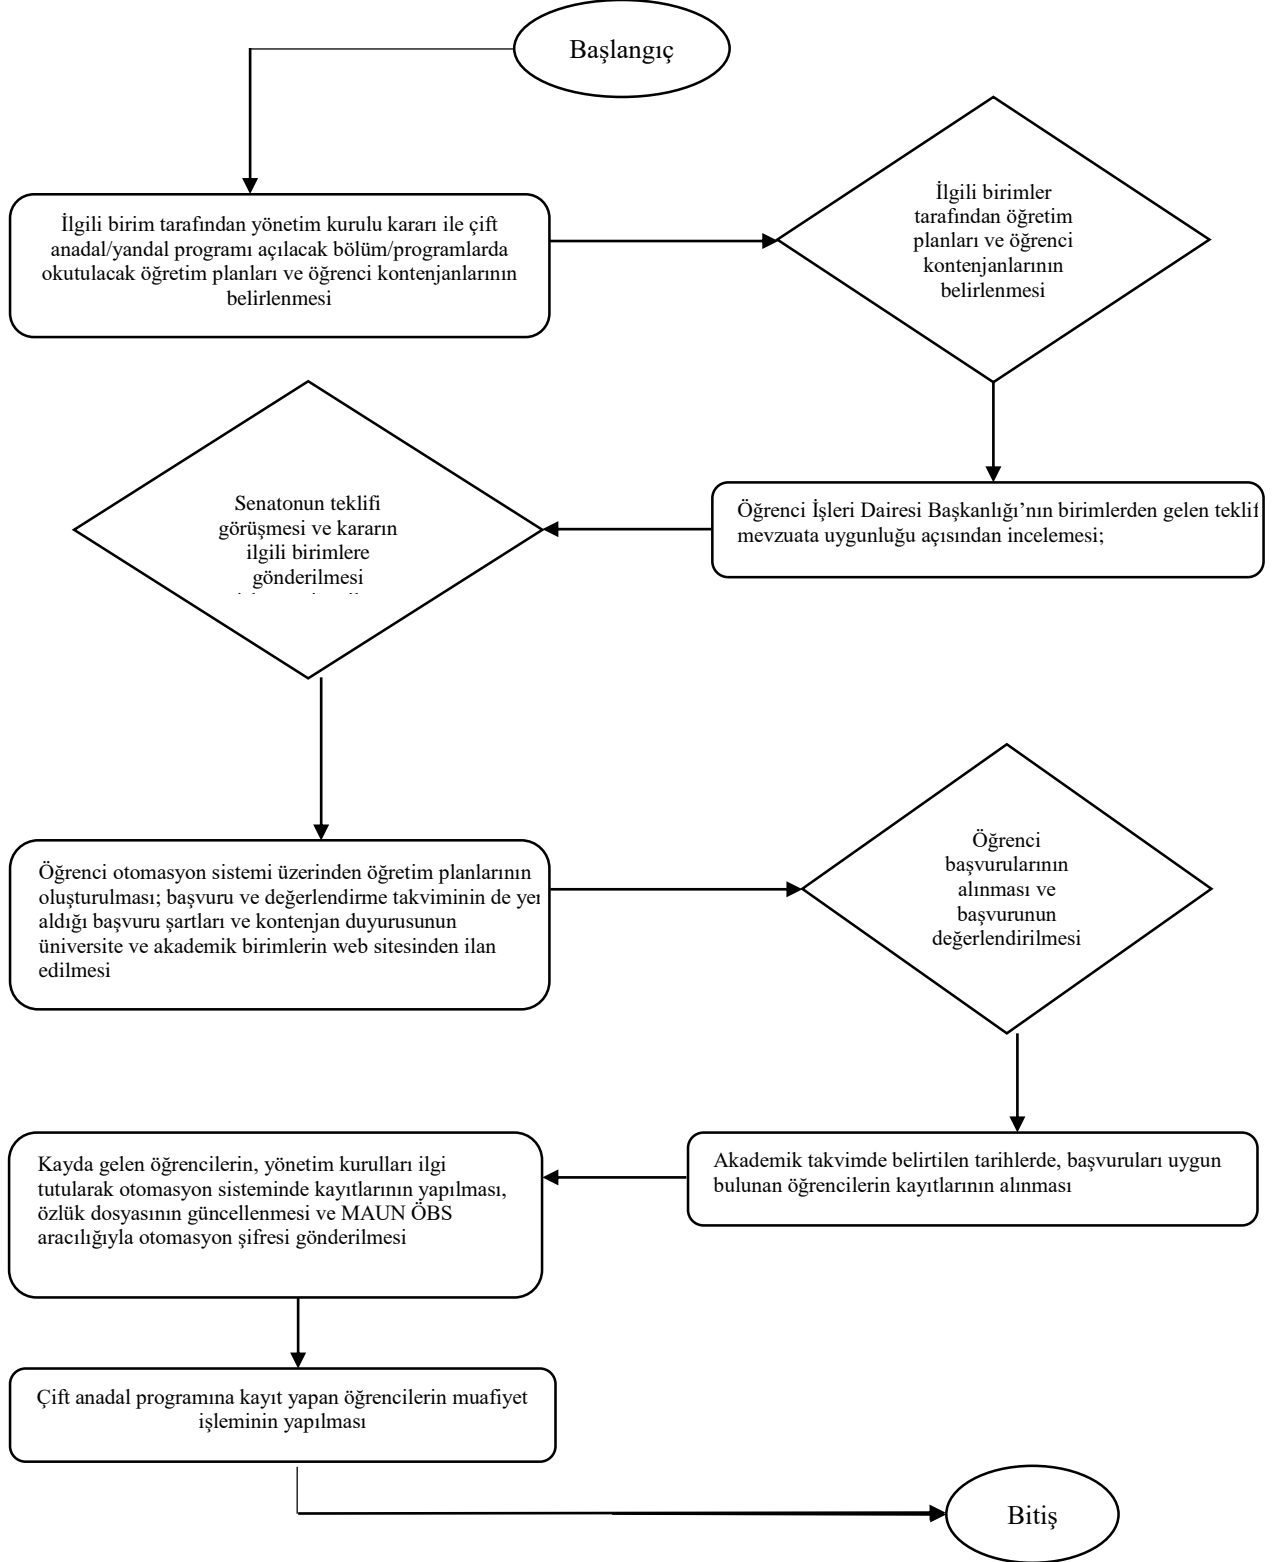 Başlangıç
İlgili birim tarafından yönetim kurulu kararı ile çift
anadal/yandal programı açılacak bölüm/programlarda
okutulacak öğretim planları ve öğrenci kontenjanlarının
belirlenmesi
İlgili birimler
tarafından öğretim
planları ve öğrenci
kontenjanlarının
belirlenmesi
Öğrenci İşleri Dairesi Başkanlığı’nın birimlerden gelen teklif
mevzuata uygunluğu açısından incelemesi;
Senatonun teklifi
görüşmesi ve kararın
ilgili birimlere
gönderilmesi
Öğrenci otomasyon sistemi üzerinden öğretim planlarının
oluşturulması; başvuru ve değerlendirme takviminin de yer
aldığı başvuru şartları ve kontenjan duyurusunun
üniversite ve akademik birimlerin web sitesinden ilan
edilmesi
Öğrenci
başvurularının
alınması ve
başvurunun
değerlendirilmesi
Akademik takvimde belirtilen tarihlerde, başvuruları uygun
bulunan öğrencilerin kayıtlarının alınması
Kayda gelen öğrencilerin, yönetim kurulları ilgi
tutularak otomasyon sisteminde kayıtlarının yapılması,
özlük dosyasının güncellenmesi ve MAUN ÖBS
aracılığıyla otomasyon şifresi gönderilmesi
Çift anadal programına kayıt yapan öğrencilerin muafiyet
işleminin yapılması
Bitiş